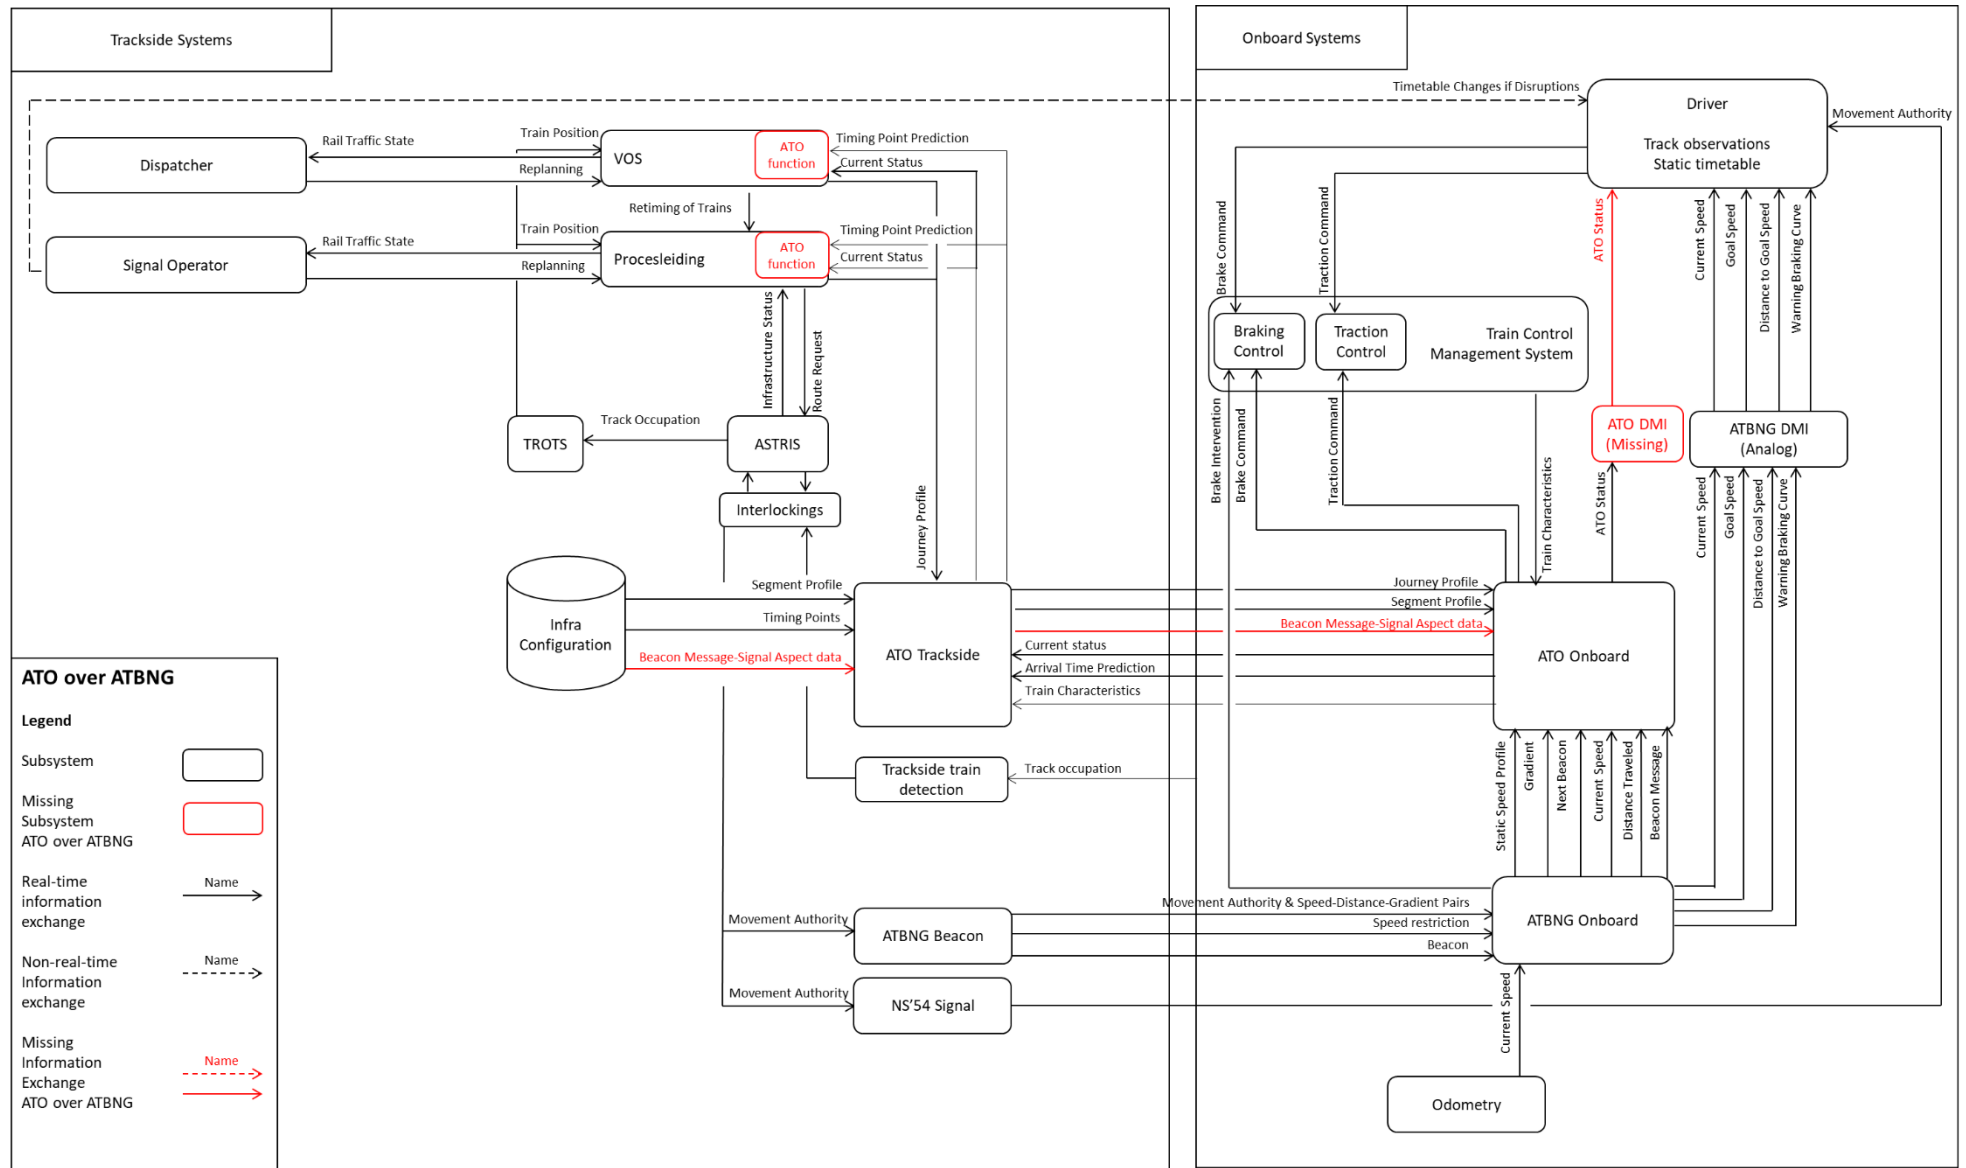 Trackside Systems
Onboard Systems
Timetable Changes if Disruptions
Driver
Track observations
Static timetable
Movement Authority
Dispatcher
Rail Traffic State
Replanning
Train Position
VOS
ATO
function
Timing Point Prediction
Current Status
Retiming of Trains
Signal Operator
Rail Traffic State
Replanning
Train Position
Procesleiding
ATO
function
Timing Point Prediction
Current Status
Brake Command
Traction Command
ATO Status
Current Speed
Goal Speed
Distance to Goal Speed
Warning Braking Curve
Braking
Control
Traction
Control
Train Control
Management System
Infrastructure Status
Route Request
TROTS
Track Occupation
ASTRIS
Interlockings
Journey Profile
Brake Intervention
Brake Command
Traction Command
Train Characteristics
ATO DMI
(Missing)
ATBNG DMI
(Analog)
ATO Status
Current Speed
Goal Speed
Distance to Goal Speed
Warning Braking Curve
Infra
Configuration
Segment Profile
Timing Points
Beacon Message-Signal Aspect data
ATO Trackside
Journey Profile
Segment Profile
Beacon Message-Signal Aspect data
Current status
Arrival Time Prediction
Train Characteristics
ATO Onboard
Trackside train
detection
Track occupation
Static Speed Profile
Gradient
Next Beacon
Current Speed
Distance Traveled
Beacon Message
Movement Authority
ATBNG Beacon
Movement Authority & Speed-Distance-Gradient Pairs
Speed restriction
Beacon
ATBNG Onboard
Movement Authority
NS'54 Signal
Current Speed
Odometry
ATO over ATBNG
Legend
Subsystem
Missing
Subsystem
ATO over ATBNG
Real-time
information
exchange
Name
Non-real-time
Information
exchange
Name
Missing
Information
Exchange
ATO over ATBNG
Name